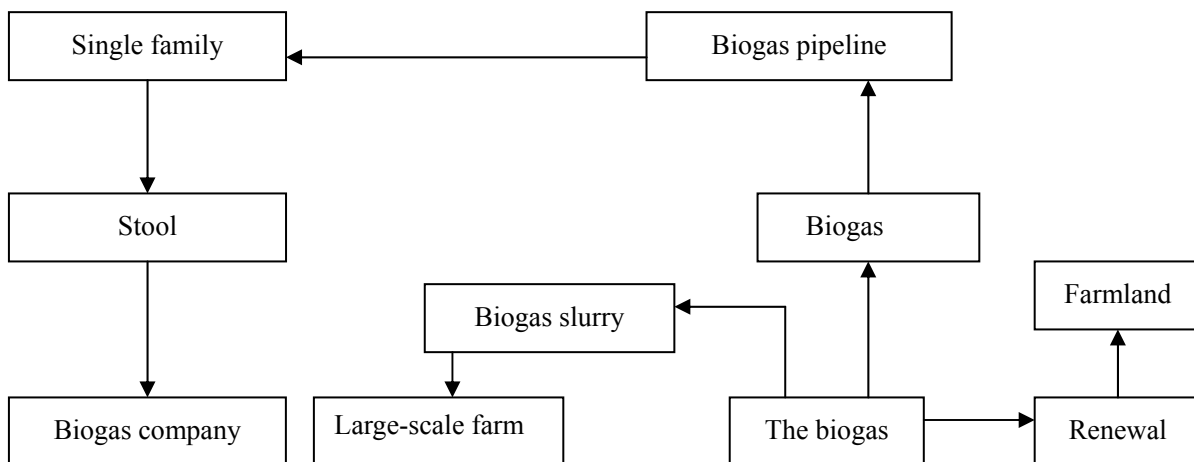 Single family
Biogas pipeline
Stool
Biogas
Farmland
Biogas slurry
Biogas company
Large-scale farm
The biogas
Renewal